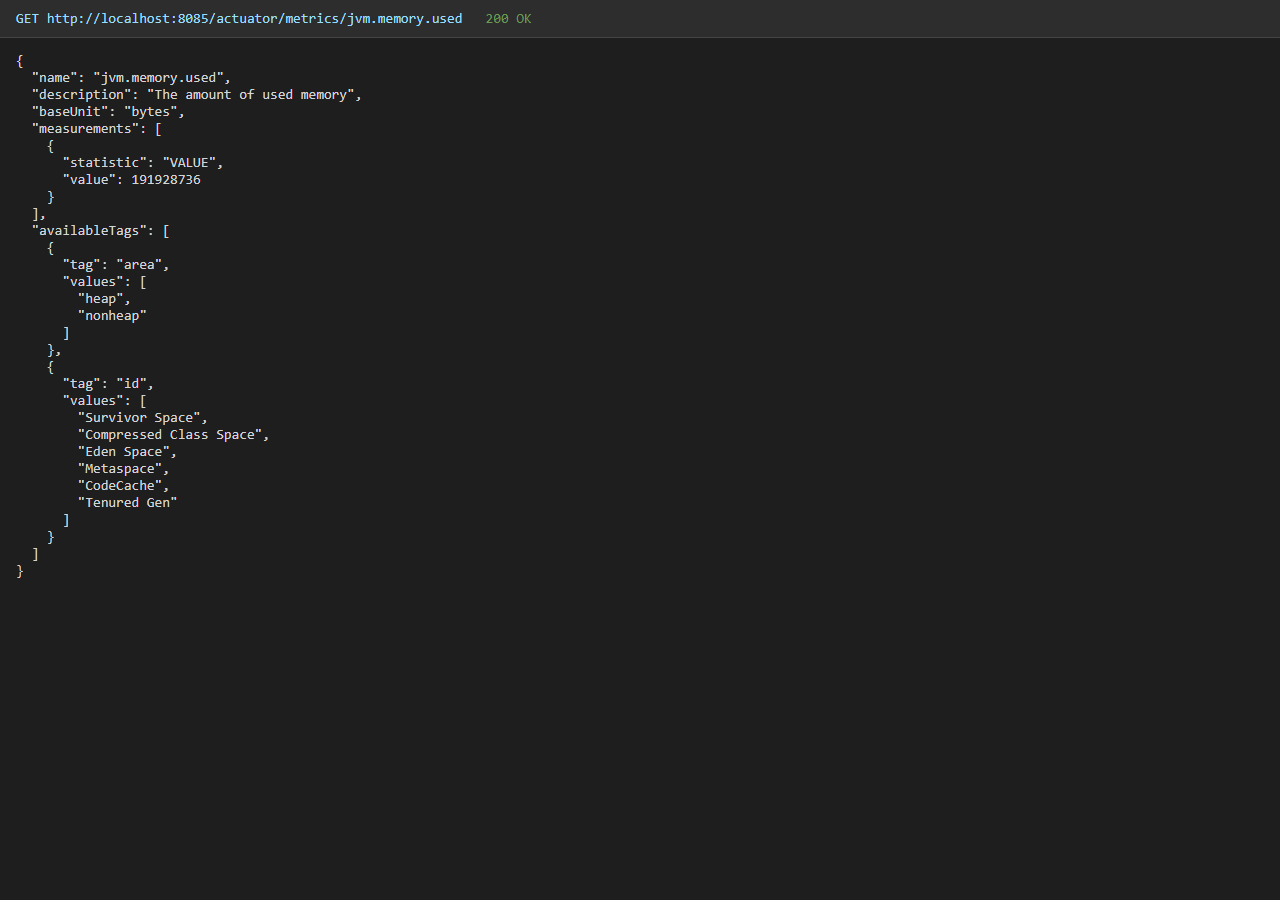 GET http://localhost:8085/actuator/metrics/jvm.memory.used 200 OK
{
  "name": "jvm.memory.used",
  "description": "The amount of used memory",
  "baseUnit": "bytes",
  "measurements": [
    {
      "statistic": "VALUE",
      "value": 191928736
    }
  ],
  "availableTags": [
    {
      "tag": "area",
      "values": [
        "heap",
        "nonheap"
      ]
    },
    {
      "tag": "id",
      "values": [
        "Survivor Space",
        "Compressed Class Space",
        "Eden Space",
        "Metaspace",
        "CodeCache",
        "Tenured Gen"
      ]
    }
  ]
}